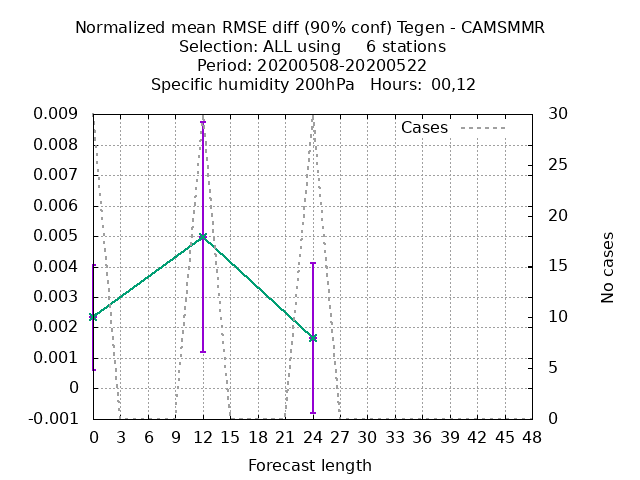 Normalized mean RMSE diff (90% conf) Tegen - CAMSMMR
Selection: ALL using     6 stations
Period: 20200508-20200522
Specific humidity 200hPa   Hours:  00,12
Cases
0.009
0.008
0.007
0.006
0.005
0.004
0.003
0.002
0.001
0
-0.001
30
25
20
15
10
5
0
No cases
0 3 6 9 12 15 18 21 24 27 30 33 36 39 42 45 48
Forecast length